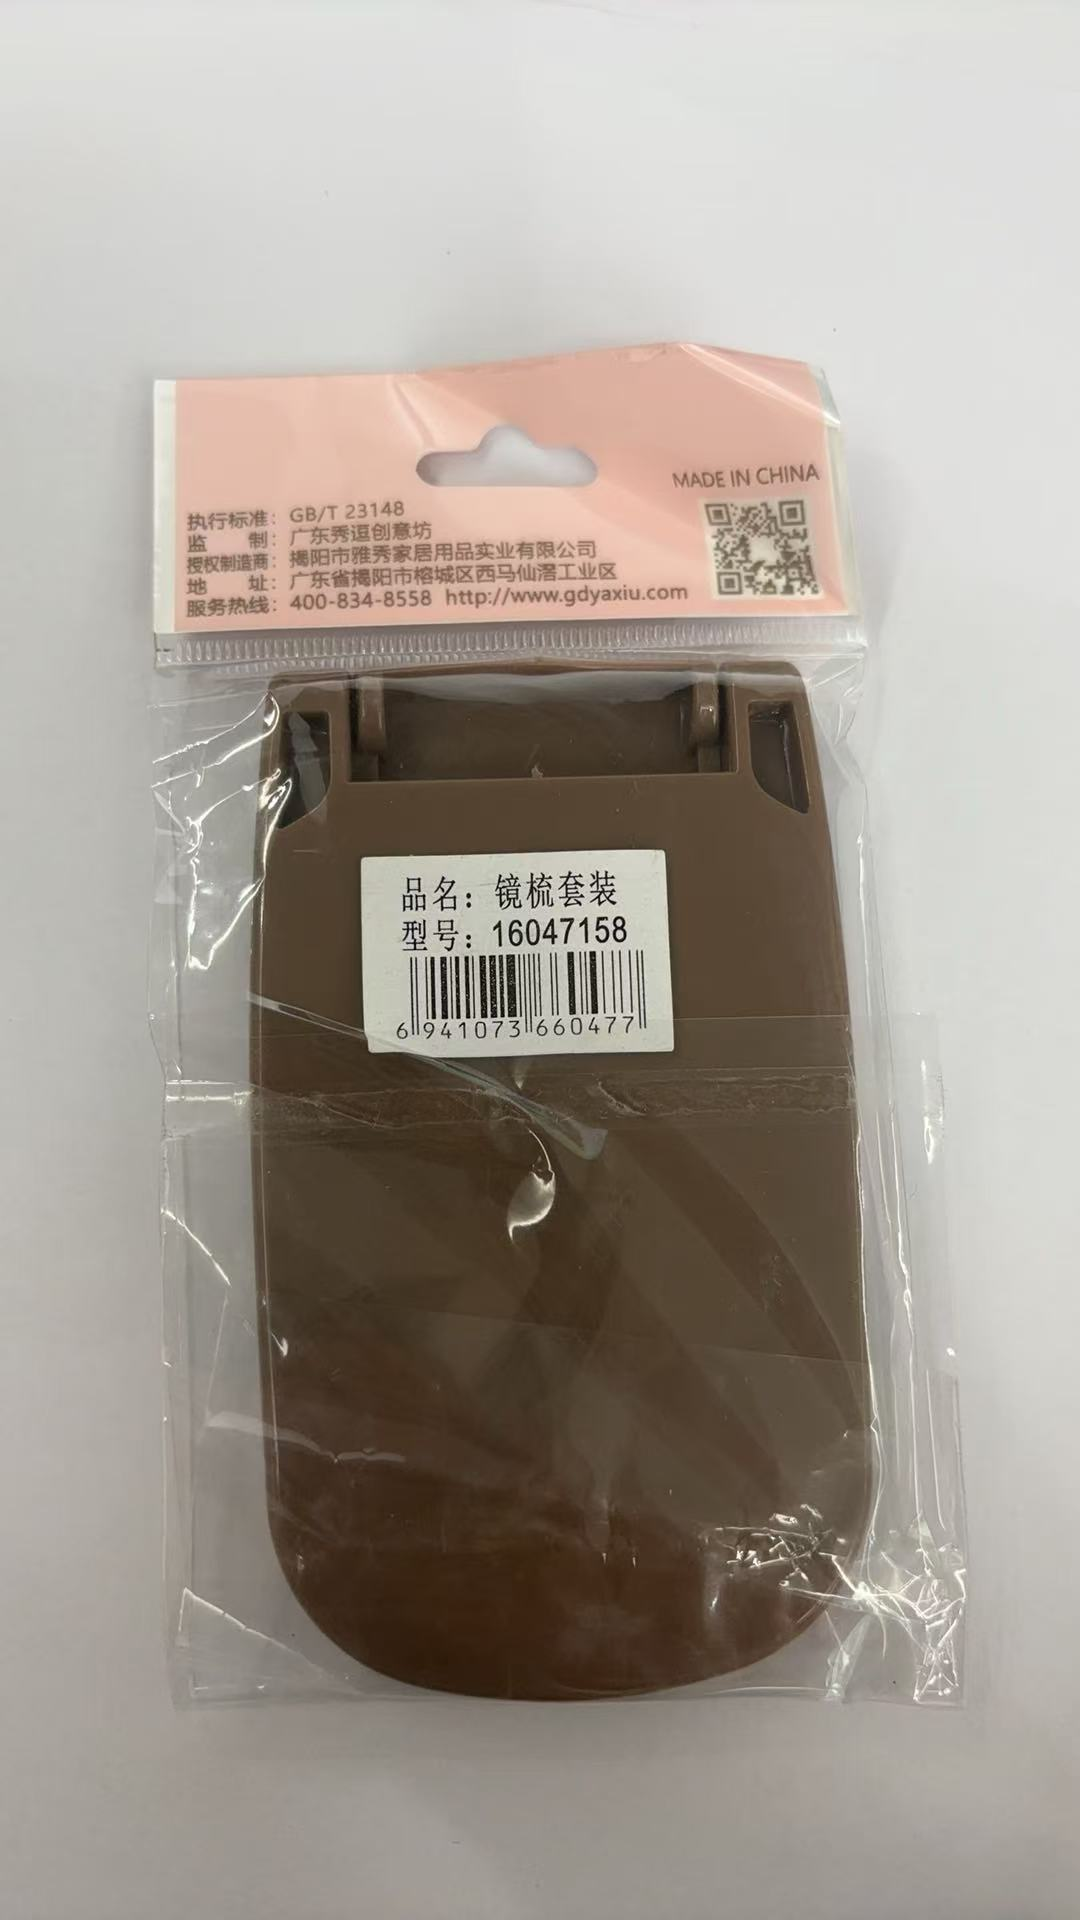 MADE IN CHINA
执行标准：GB/T 23148
监 制：广东秀逗创意坊
授权制造商：揭阳市雅秀家居用品实业有限公司
地 址：广东省揭阳市榕城区西马仙滘工业区
服务热线：400-834-8558 http://www.gdyaxiu.com
品名：镜梳套装
型号：16047158
6 941073 660477